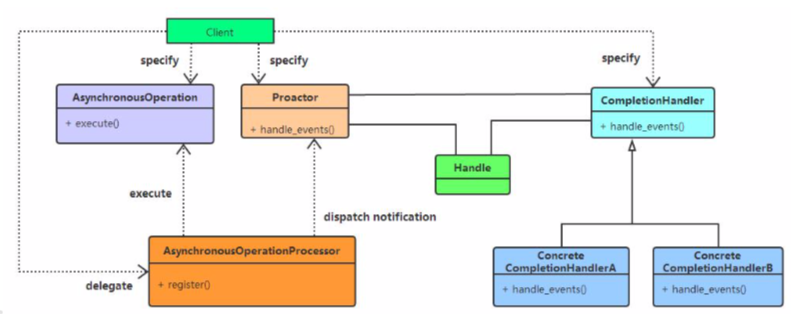 Client
specify
specify
specify
AsynchronousOperation
+ execute()
Proactor
+ handle_events()
CompletionHandler
+ handle_events()
Handle
execute
dispatch notification
AsynchronousOperationProcessor
+ register()
delegate
Concrete
CompletionHandlerA
+ handle_events()
Concrete
CompletionHandlerB
+ handle_events()